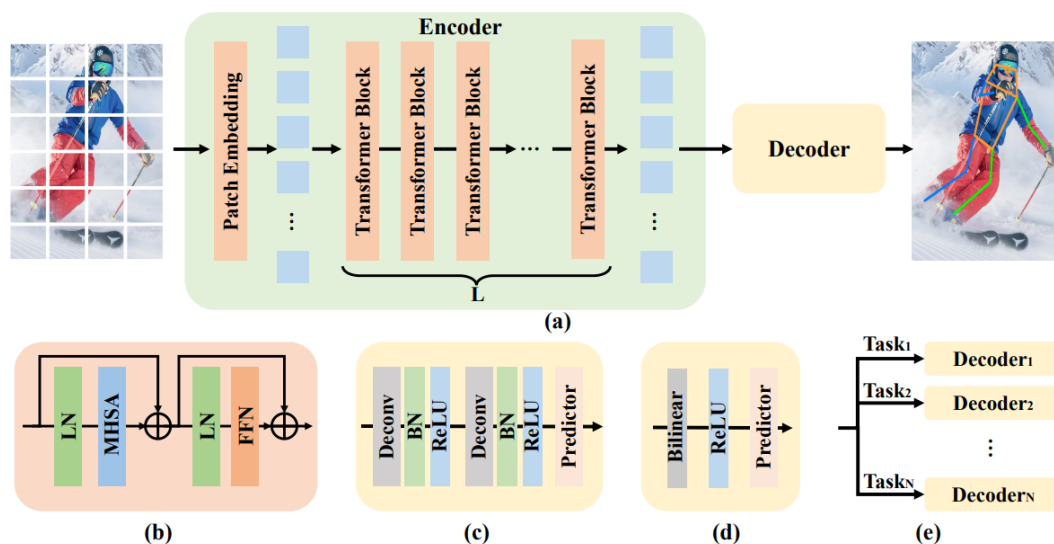 Encoder
Patch Embedding
...
Transformer Block
Transformer Block
Transformer Block
...
Transformer Block
...
L
Decoder
(a)
LN
MHSA
LN
FFN
(b)
Deconv
BN
ReLU
Deconv
BN
ReLU
Predictor
(c)
Bilinear
ReLU
Predictor
(d)
Task₁
Decoder₁
Task₂
Decoder₂
...
Taskₙ
Decoderₙ
(e)